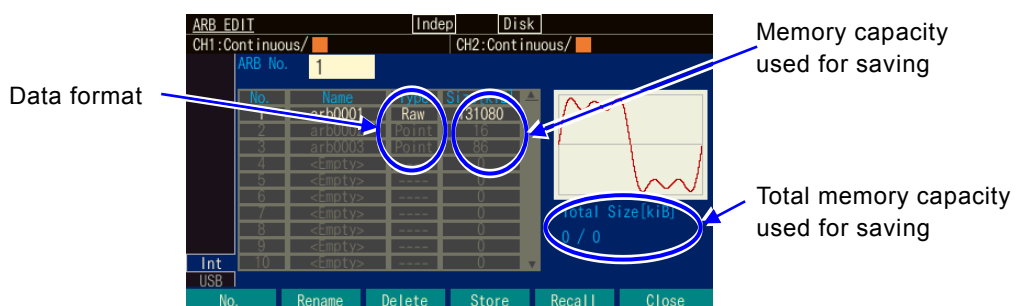 ARB EDIT Indep Disk
CH1:Continuous/ CH2:Continuous/
Memory capacity
used for saving
ARB No. 1
Data format
No. Name Type Size[kiB]
1 arb0001 Raw 131080
2 arb0002 Point 16
3 arb0003 Point 86
4 <Empty> ---- 0
5 <Empty> ---- 0
6 <Empty> ---- 0
7 <Empty> ---- 0
8 <Empty> ---- 0
9 <Empty> ---- 0
10 <Empty> ---- 0
Total Size[kiB]
0 / 0
Total memory capacity
used for saving
Int
USB
No. Rename Delete Store Recall Close